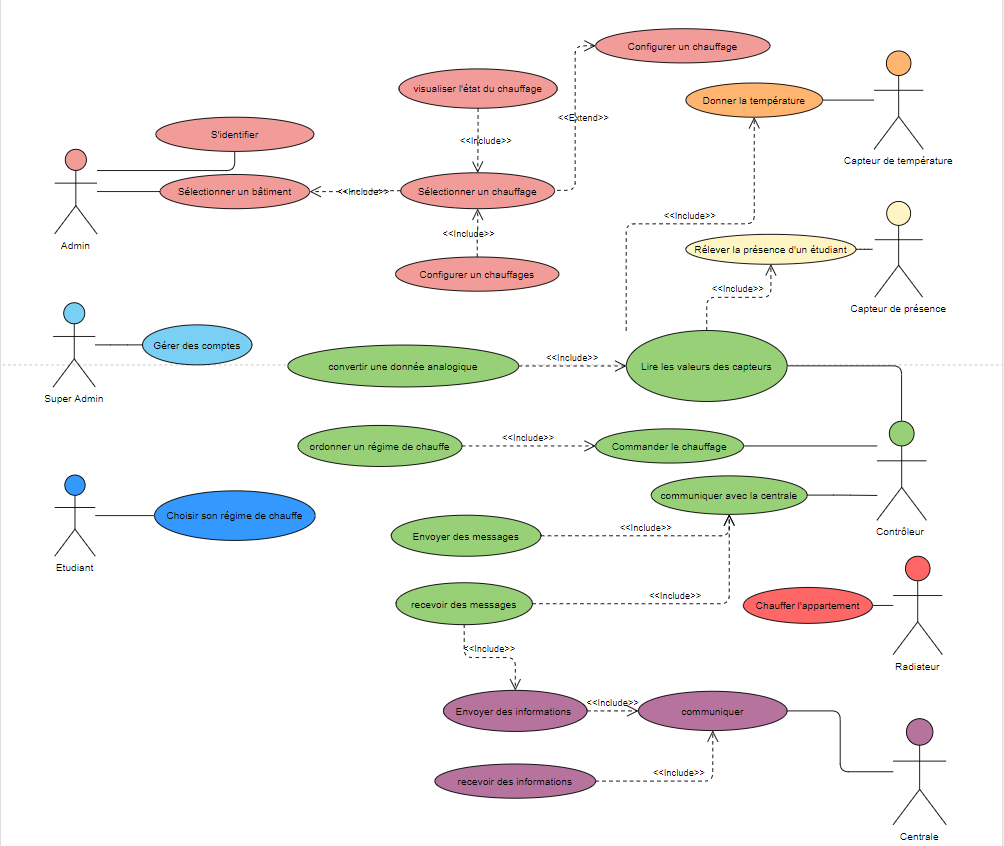 Configurer un chauffage
visualiser l'état du chauffage
Donner la température
<<Extend>>
S'identifier
<<Include>>
Capteur de température
Sélectionner un bâtiment
<<Include>>
Sélectionner un chauffage
<<Include>>
<<Include>>
Admin
Rélever la présence d'un étudiant
Configurer un chauffages
<<Include>>
Capteur de présence
Gérer des comptes
<<Include>>
convertir une donnée analogique
Lire les valeurs des capteurs
Super Admin
<<Include>>
ordonner un régime de chauffe
Commander le chauffage
communiquer avec la centrale
Choisir son régime de chauffe
<<Include>>
Contrôleur
Envoyer des messages
Etudiant
<<Include>>
recevoir des messages
Chauffer l'appartement
<<Include>>
Radiateur
<<Include>>
Envoyer des informations
communiquer
<<Include>>
recevoir des informations
Centrale